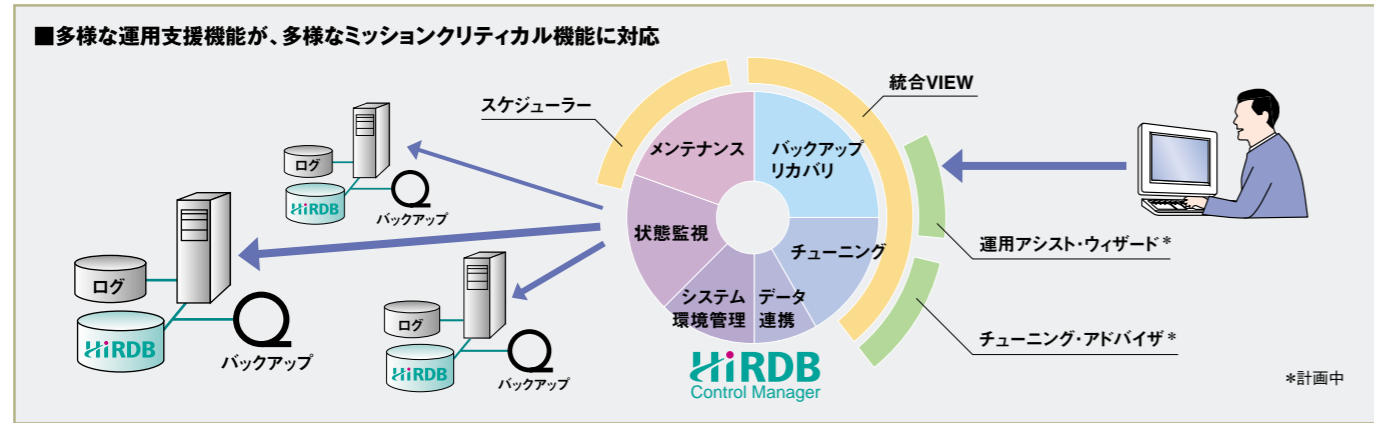 ■多様な運用支援機能が、多様なミッションクリティカル機能に対応
スケジューラー
統合VIEW
メンテナンス
バックアップ
リカバリ
ログ
HiRDB
バックアップ
状態監視
チューニング
運用アシスト・ウィザード*
ログ
HiRDB
バックアップ
システム
環境管理
データ
連携
ログ
HiRDB
バックアップ
チューニング・アドバイザ*
HiRDB
Control Manager
*計画中